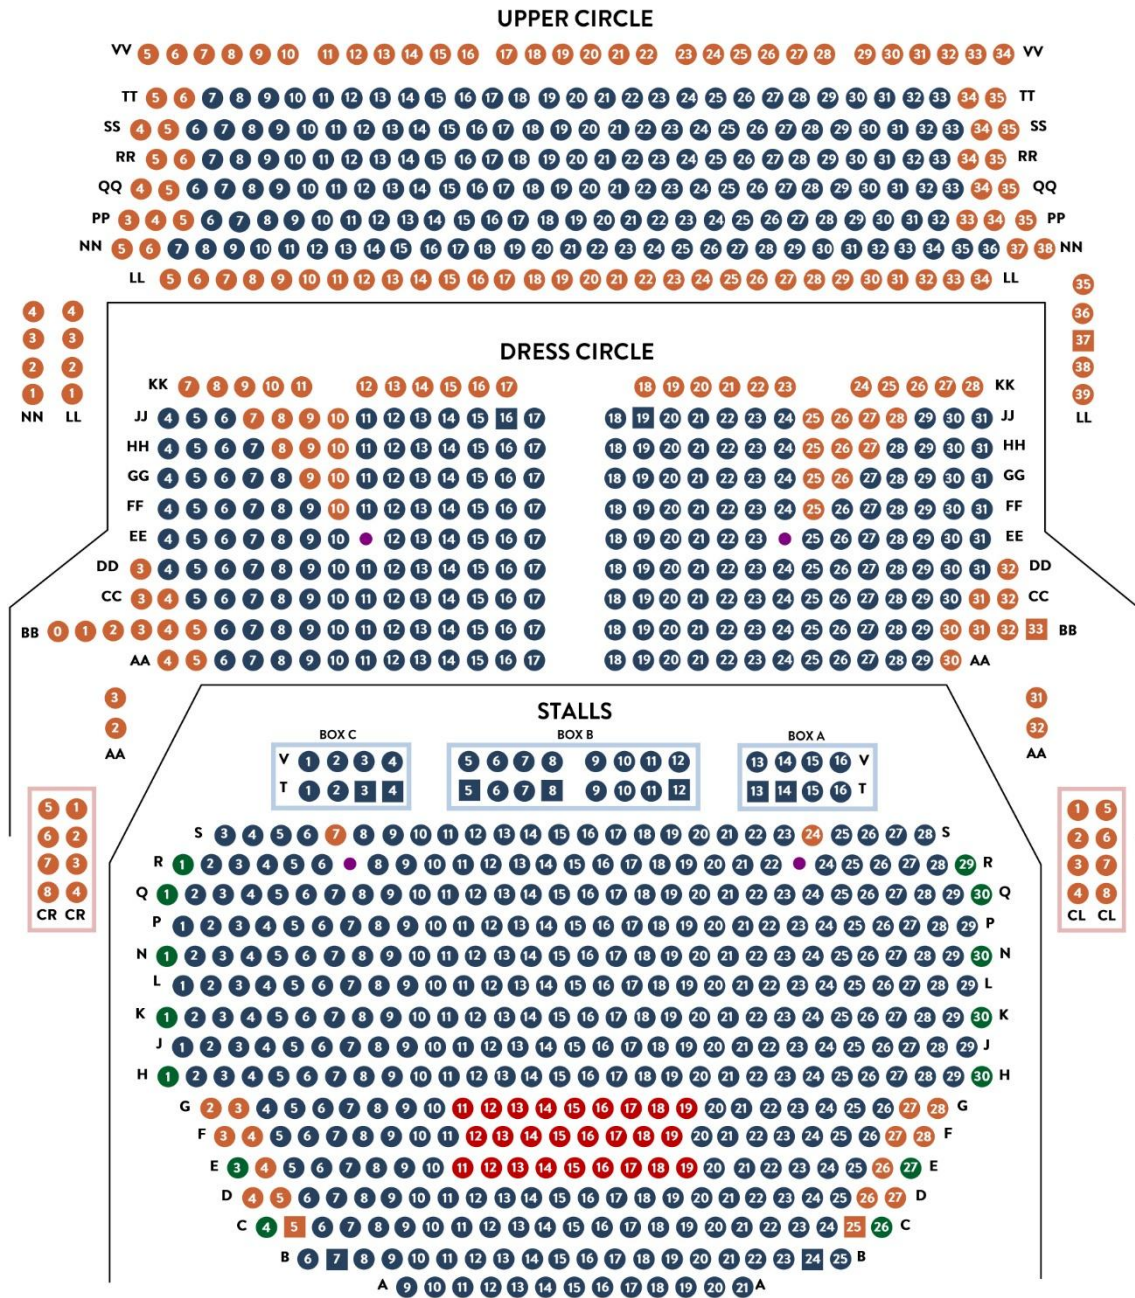 UPPER CIRCLE
VV 5 6 7 8 9 10 11 12 13 14 15 16 17 18 19 20 21 22 23 24 25 26 27 28 29 30 31 32 33 34 VV
TT 5 6 7 8 9 10 11 12 13 14 15 16 17 18 19 20 21 22 23 24 25 26 27 28 29 30 31 32 33 34 35 TT
SS 4 5 6 7 8 9 10 11 12 13 14 15 16 17 18 19 20 21 22 23 24 25 26 27 28 29 30 31 32 33 34 35 SS
RR 5 6 7 8 9 10 11 12 13 14 15 16 17 18 19 20 21 22 23 24 25 26 27 28 29 30 31 32 33 34 35 RR
QQ 4 5 6 7 8 9 10 11 12 13 14 15 16 17 18 19 20 21 22 23 24 25 26 27 28 29 30 31 32 33 34 35 QQ
PP 3 4 5 6 7 8 9 10 11 12 13 14 15 16 17 18 19 20 21 22 23 24 25 26 27 28 29 30 31 32 33 34 35 PP
NN 5 6 7 8 9 10 11 12 13 14 15 16 17 18 19 20 21 22 23 24 25 26 27 28 29 30 31 32 33 34 35 36 37 38 NN
LL 5 6 7 8 9 10 11 12 13 14 15 16 17 18 19 20 21 22 23 24 25 26 27 28 29 30 31 32 33 34 LL
4 4
3 3
2 2
1 1
NN LL
35
36
37
38
39
LL
DRESS CIRCLE
KK 7 8 9 10 11 12 13 14 15 16 17 18 19 20 21 22 23 24 25 26 27 28 KK
JJ 4 5 6 7 8 9 10 11 12 13 14 15 16 17 18 19 20 21 22 23 24 25 26 27 28 29 30 31 JJ
HH 4 5 6 7 8 9 10 11 12 13 14 15 16 17 18 19 20 21 22 23 24 25 26 27 28 29 30 31 HH
GG 4 5 6 7 8 9 10 11 12 13 14 15 16 17 18 19 20 21 22 23 24 25 26 27 28 29 30 31 GG
FF 4 5 6 7 8 9 10 11 12 13 14 15 16 17 18 19 20 21 22 23 24 25 26 27 28 29 30 31 FF
EE 4 5 6 7 8 9 10 12 13 14 15 16 17 18 19 20 21 22 23 25 26 27 28 29 30 31 EE
DD 3 4 5 6 7 8 9 10 11 12 13 14 15 16 17 18 19 20 21 22 23 24 25 26 27 28 29 30 31 32 DD
CC 3 4 5 6 7 8 9 10 11 12 13 14 15 16 17 18 19 20 21 22 23 24 25 26 27 28 29 30 31 32 CC
BB 0 1 2 3 4 5 6 7 8 9 10 11 12 13 14 15 16 17 18 19 20 21 22 23 24 25 26 27 28 29 30 31 32 33 BB
AA 4 5 6 7 8 9 10 11 12 13 14 15 16 17 18 19 20 21 22 23 24 25 26 27 28 29 30 AA
3
2
AA
31
32
AA
5 1
6 2
7 3
8 4
CR CR
1 5
2 6
3 7
4 8
CL CL
STALLS
BOX C BOX B BOX A
V 1 2 3 4 5 6 7 8 9 10 11 12 13 14 15 16 V
T 1 2 3 4 5 6 7 8 9 10 11 12 13 14 15 16 T
S 3 4 5 6 7 8 9 10 11 12 13 14 15 16 17 18 19 20 21 22 23 24 25 26 27 28 S
R 1 2 3 4 5 6 8 9 10 11 12 13 14 15 16 17 18 19 20 21 22 24 25 26 27 28 29 R
Q 1 2 3 4 5 6 7 8 9 10 11 12 13 14 15 16 17 18 19 20 21 22 23 24 25 26 27 28 29 30 Q
P 1 2 3 4 5 6 7 8 9 10 11 12 13 14 15 16 17 18 19 20 21 22 23 24 25 26 27 28 29 P
N 1 2 3 4 5 6 7 8 9 10 11 12 13 14 15 16 17 18 19 20 21 22 23 24 25 26 27 28 29 30 N
L 1 2 3 4 5 6 7 8 9 10 11 12 13 14 15 16 17 18 19 20 21 22 23 24 25 26 27 28 29 L
K 1 2 3 4 5 6 7 8 9 10 11 12 13 14 15 16 17 18 19 20 21 22 23 24 25 26 27 28 29 30 K
J 1 2 3 4 5 6 7 8 9 10 11 12 13 14 15 16 17 18 19 20 21 22 23 24 25 26 27 28 29 J
H 1 2 3 4 5 6 7 8 9 10 11 12 13 14 15 16 17 18 19 20 21 22 23 24 25 26 27 28 29 30 H
G 2 3 4 5 6 7 8 9 10 11 12 13 14 15 16 17 18 19 20 21 22 23 24 25 26 27 28 G
F 3 4 5 6 7 8 9 10 11 12 13 14 15 16 17 18 19 20 21 22 23 24 25 26 27 28 F
E 3 4 5 6 7 8 9 10 11 12 13 14 15 16 17 18 19 20 21 22 23 24 25 26 27 E
D 4 5 6 7 8 9 10 11 12 13 14 15 16 17 18 19 20 21 22 23 24 25 26 27 D
C 4 5 6 7 8 9 10 11 12 13 14 15 16 17 18 19 20 21 22 23 24 25 26 C
B 6 7 8 9 10 11 12 13 14 15 16 17 18 19 20 21 22 23 24 25 B
A 9 10 11 12 13 14 15 16 17 18 19 20 21 A